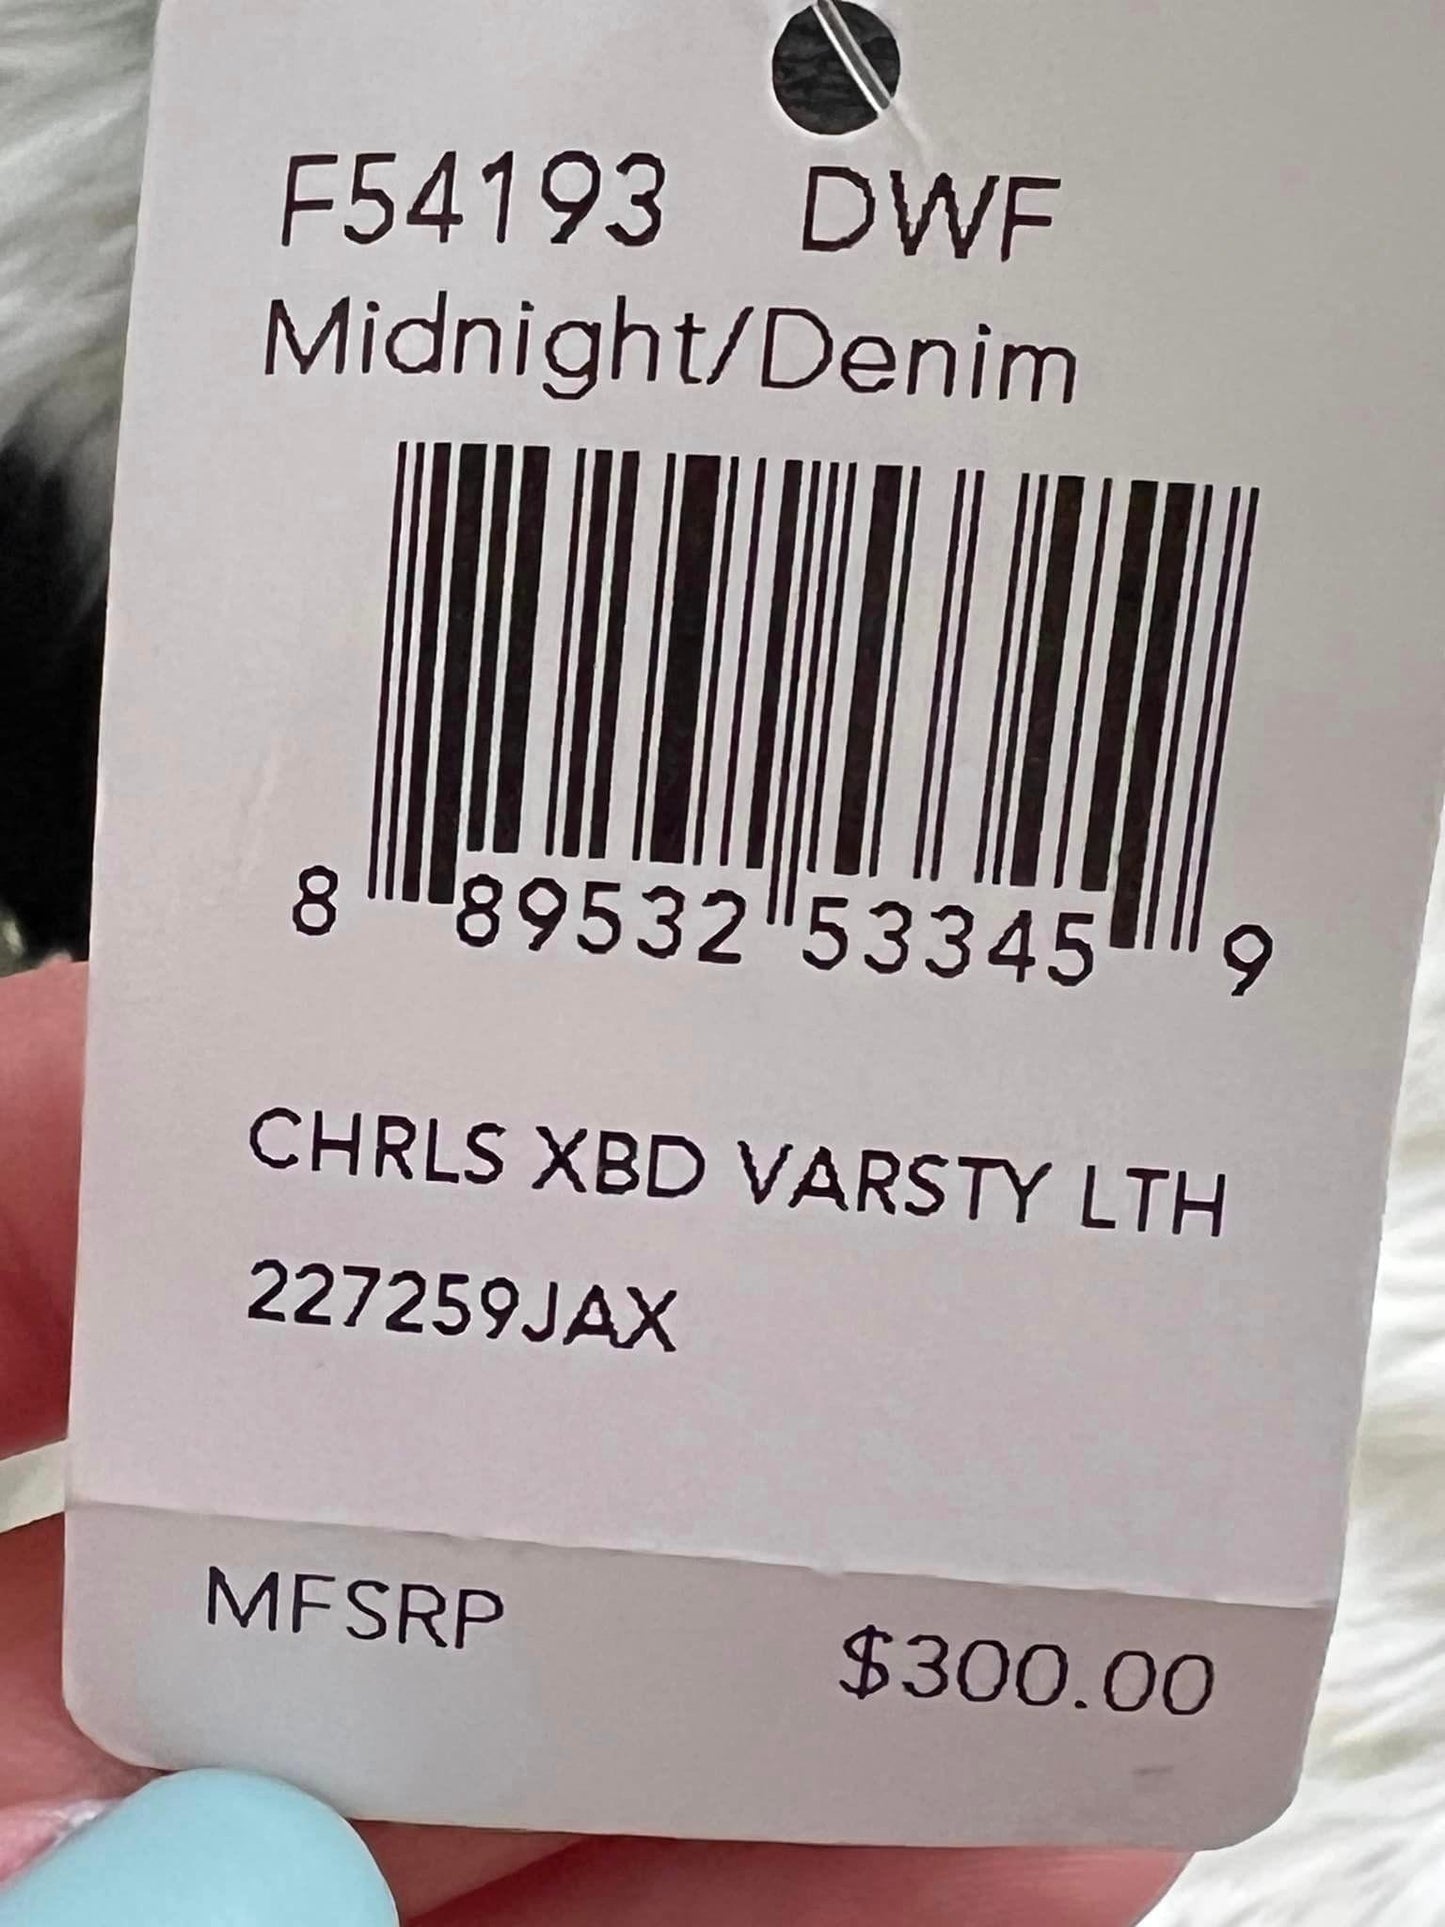 F54193 DWF
Midnight/Denim
8 89532 53345 9
CHRLS XBD VARSTY LTH
227259JAX
MFSRP $300.00